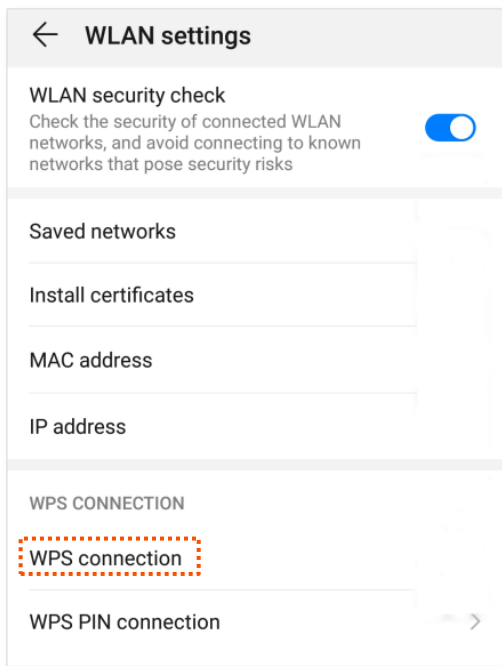 WLAN settings
WLAN security check
Check the security of connected WLAN
networks, and avoid connecting to known
networks that pose security risks
Saved networks
Install certificates
MAC address
IP address
WPS CONNECTION
WPS connection
WPS PIN connection